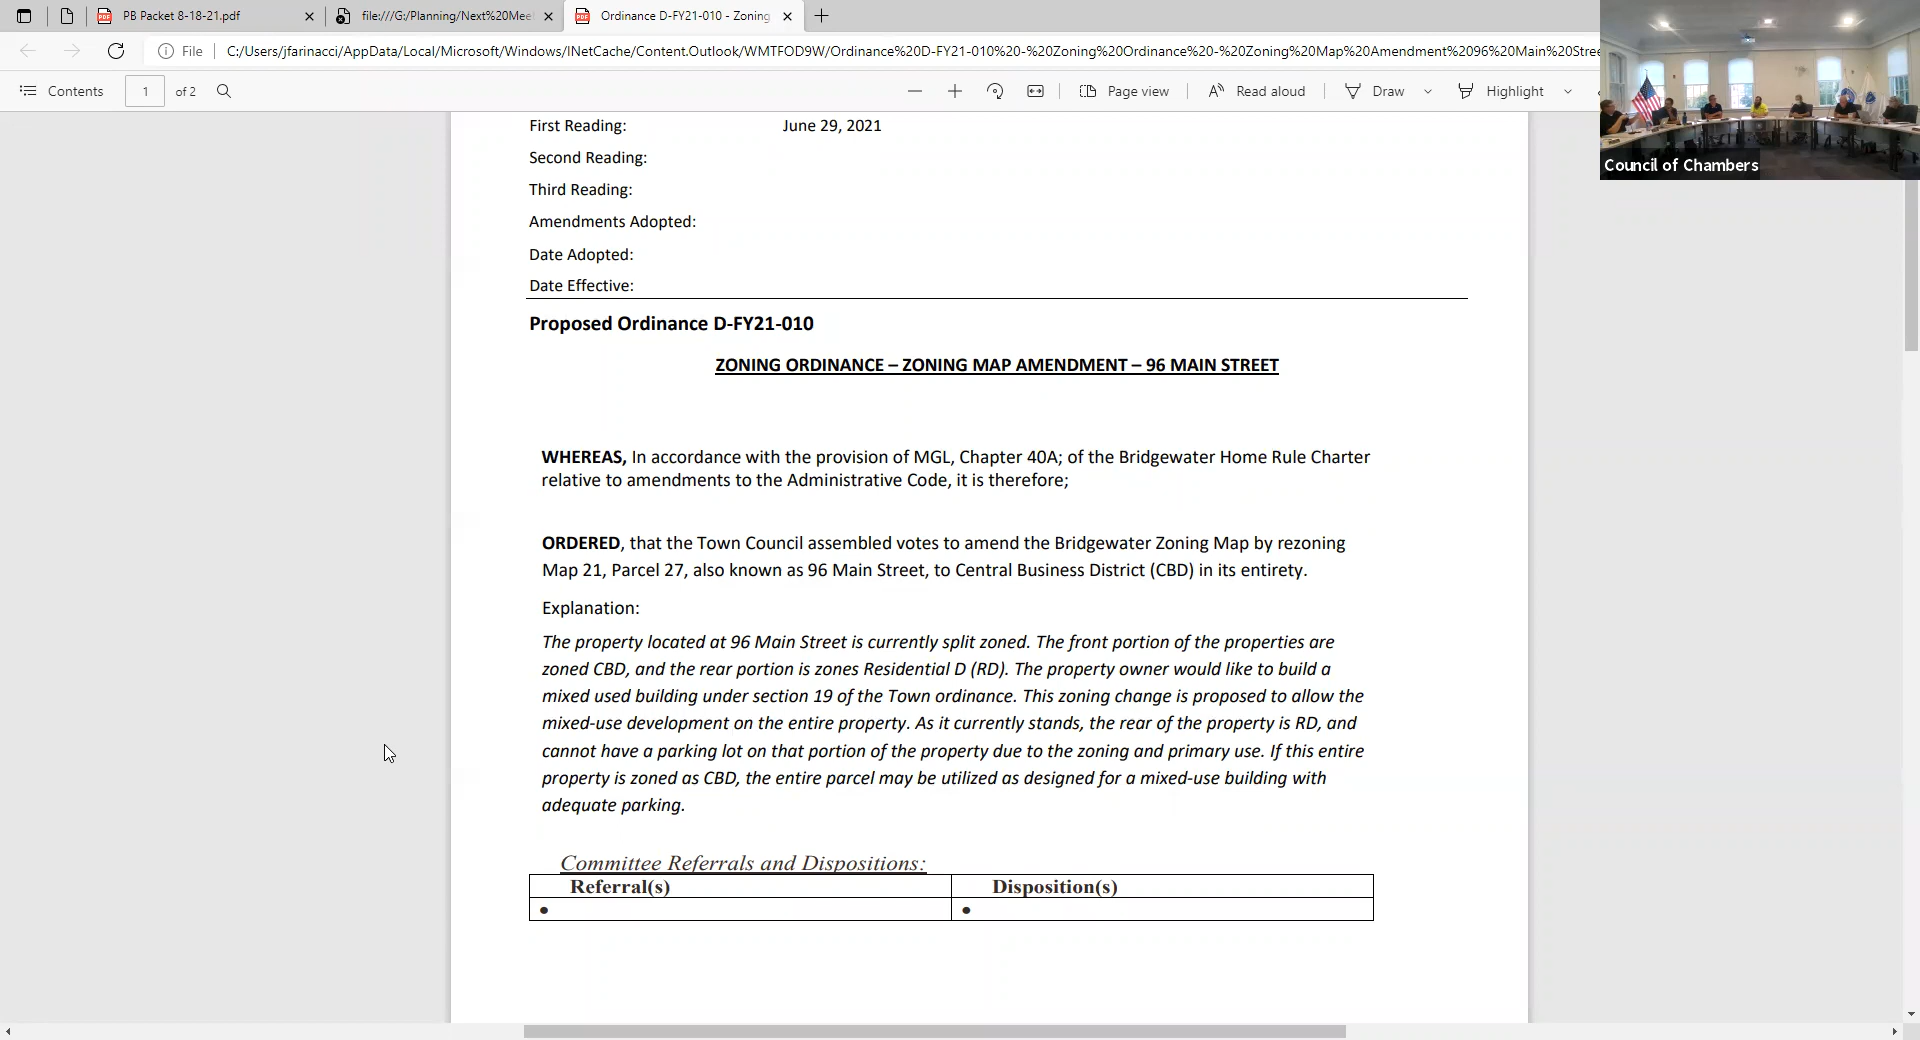 PB Packet 8-18-21.pdf
file:///G:/Planning/Next%20Mee
Ordinance D-FY21-010 - Zoning
File
C:/Users/jfarinacci/AppData/Local/Microsoft/Windows/INetCache/Content.Outlook/WMTFOD9W/Ordinance%20D-FY21-010%20-%20Zoning%20Ordinance%20-%20Zoning%20Map%20Amendment%2096%20Main%20Stree
Contents
1
of 2
Page view
Read aloud
Draw
Highlight
Council of Chambers
First Reading: June 29, 2021
Second Reading:
Third Reading:
Amendments Adopted:
Date Adopted:
Date Effective:
Proposed Ordinance D-FY21-010
ZONING ORDINANCE – ZONING MAP AMENDMENT – 96 MAIN STREET
WHEREAS, In accordance with the provision of MGL, Chapter 40A; of the Bridgewater Home Rule Charter
relative to amendments to the Administrative Code, it is therefore;
ORDERED, that the Town Council assembled votes to amend the Bridgewater Zoning Map by rezoning
Map 21, Parcel 27, also known as 96 Main Street, to Central Business District (CBD) in its entirety.
Explanation:
The property located at 96 Main Street is currently split zoned. The front portion of the properties are
zoned CBD, and the rear portion is zones Residential D (RD). The property owner would like to build a
mixed used building under section 19 of the Town ordinance. This zoning change is proposed to allow the
mixed-use development on the entire property. As it currently stands, the rear of the property is RD, and
cannot have a parking lot on that portion of the property due to the zoning and primary use. If this entire
property is zoned as CBD, the entire parcel may be utilized as designed for a mixed-use building with
adequate parking.
Committee Referrals and Dispositions:
Referral(s) Disposition(s)
• •